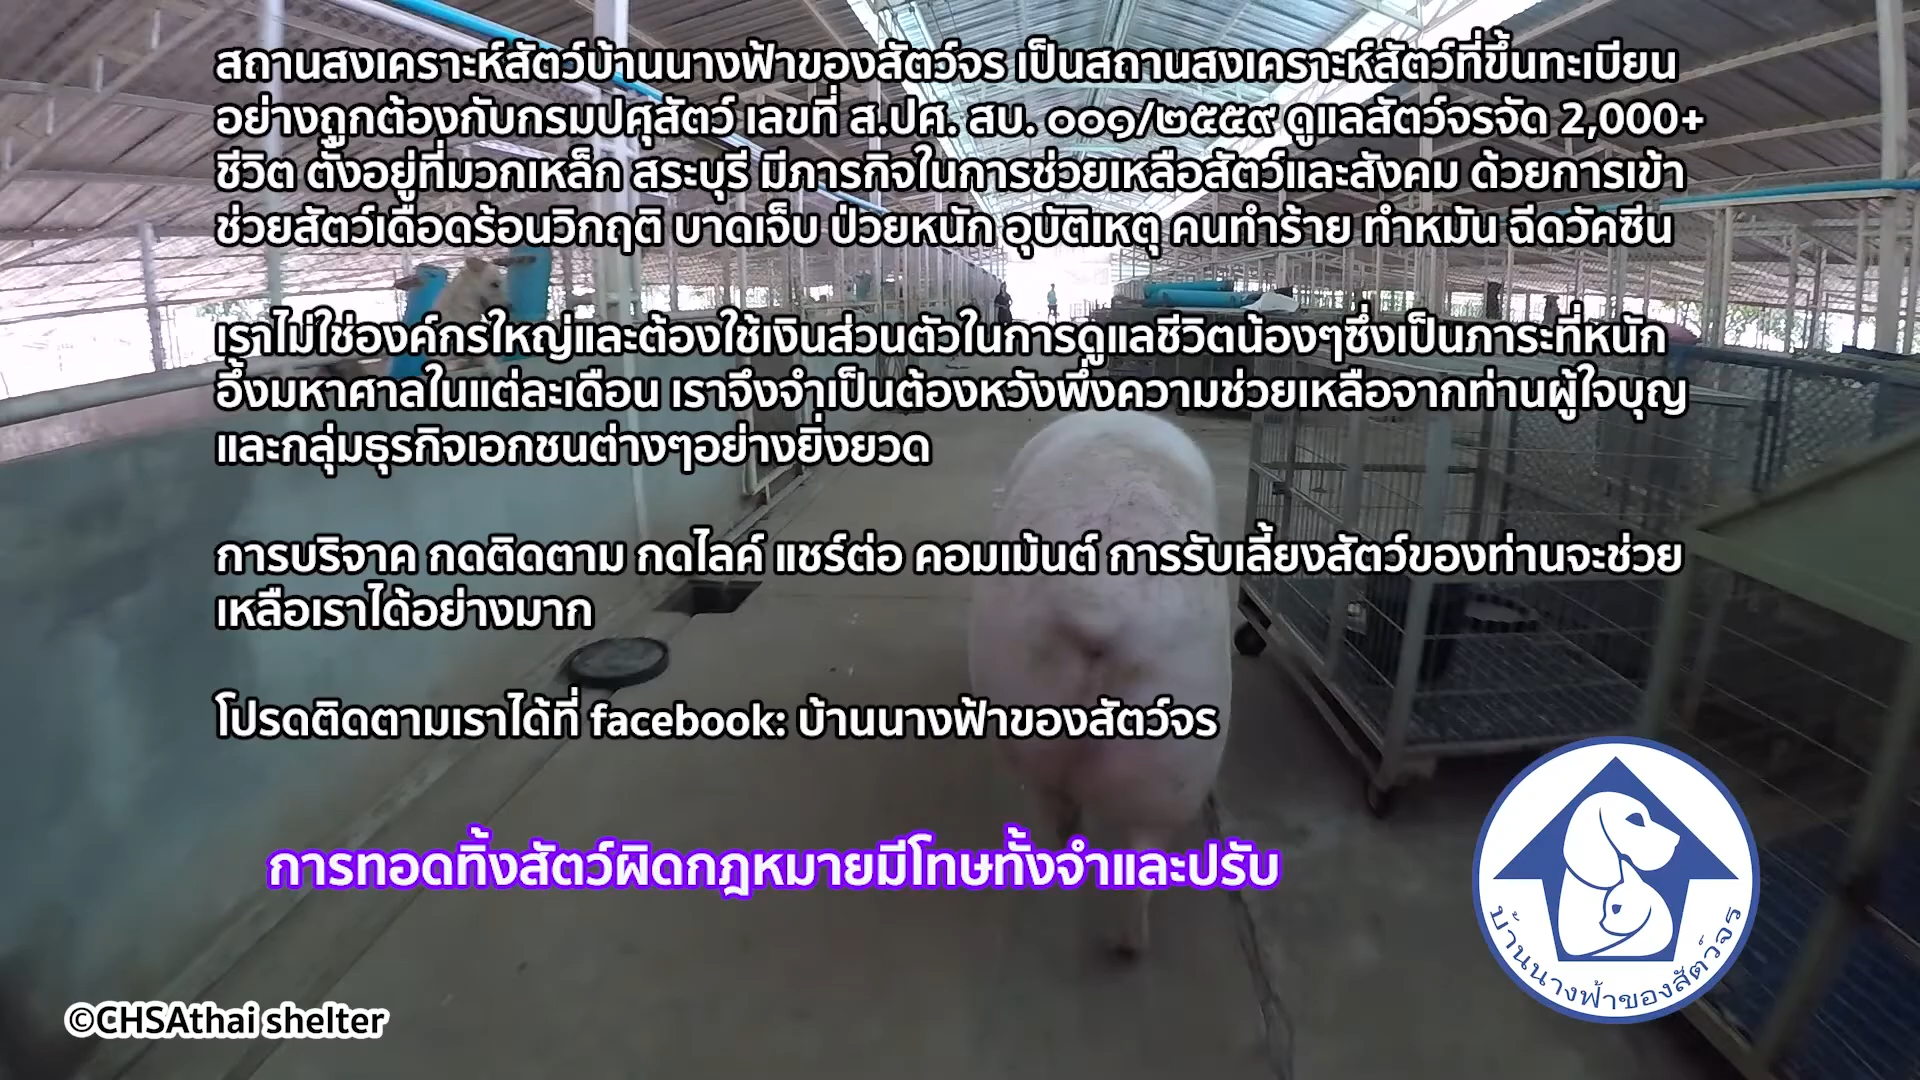 สถานสงเคราะห์สัตว์บ้านนางฟ้าของสัตว์จร เป็นสถานสงเคราะห์สัตว์ที่ขึ้นทะเบียน
อย่างถูกต้องกับกรมปศุสัตว์ เลขที่ ส.ปศ. สบ. ๐๐๑/๒๕๕๙ ดูแลสัตว์จรจัด 2,000+
ชีวิต ตั้งอยู่ที่มวกเหล็ก สระบุรี มีภารกิจในการช่วยเหลือสัตว์และสังคม ด้วยการเข้า
ช่วยสัตว์เดือดร้อนวิกฤติ บาดเจ็บ ป่วยหนัก อุบัติเหตุ คนทำร้าย ทำหมัน ฉีดวัคซีน
เราไม่ใช่องค์กรใหญ่และต้องใช้เงินส่วนตัวในการดูแลชีวิตน้องๆซึ่งเป็นภาระที่หนัก
อึ้งมหาศาลในแต่ละเดือน เราจึงจำเป็นต้องหวังพึ่งความช่วยเหลือจากท่านผู้ใจบุญ
และกลุ่มธุรกิจเอกชนต่างๆอย่างยิ่งยวด
การบริจาค กดติดตาม กดไลค์ แชร์ต่อ คอมเม้นต์ การรับเลี้ยงสัตว์ของท่านจะช่วย
เหลือเราได้อย่างมาก
โปรดติดตามเราได้ที่ facebook: บ้านนางฟ้าของสัตว์จร
การทอดทิ้งสัตว์ผิดกฎหมายมีโทษทั้งจำและปรับ
บ้านนางฟ้าของสัตว์จร
©CHSAthai shelter